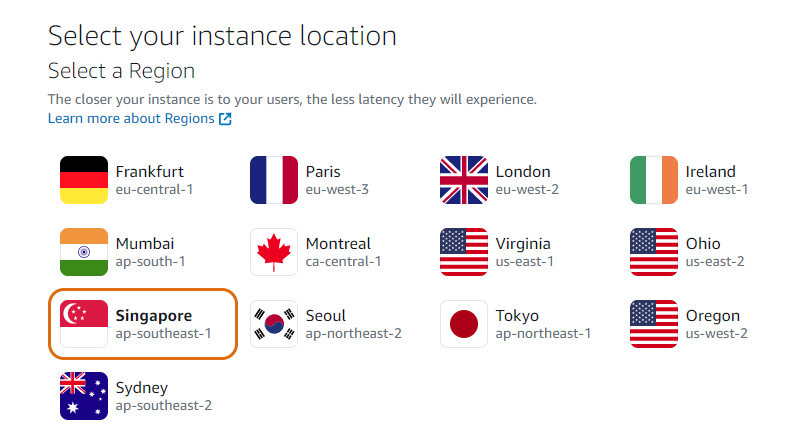 Select your instance location
Select a Region
The closer your instance is to your users, the less latency they will experience.
Learn more about Regions
Frankfurt
eu-central-1
Paris
eu-west-3
London
eu-west-2
Ireland
eu-west-1
Mumbai
ap-south-1
Montreal
ca-central-1
Virginia
us-east-1
Ohio
us-east-2
Singapore
ap-southeast-1
Seoul
ap-northeast-2
Tokyo
ap-northeast-1
Oregon
us-west-2
Sydney
ap-southeast-2